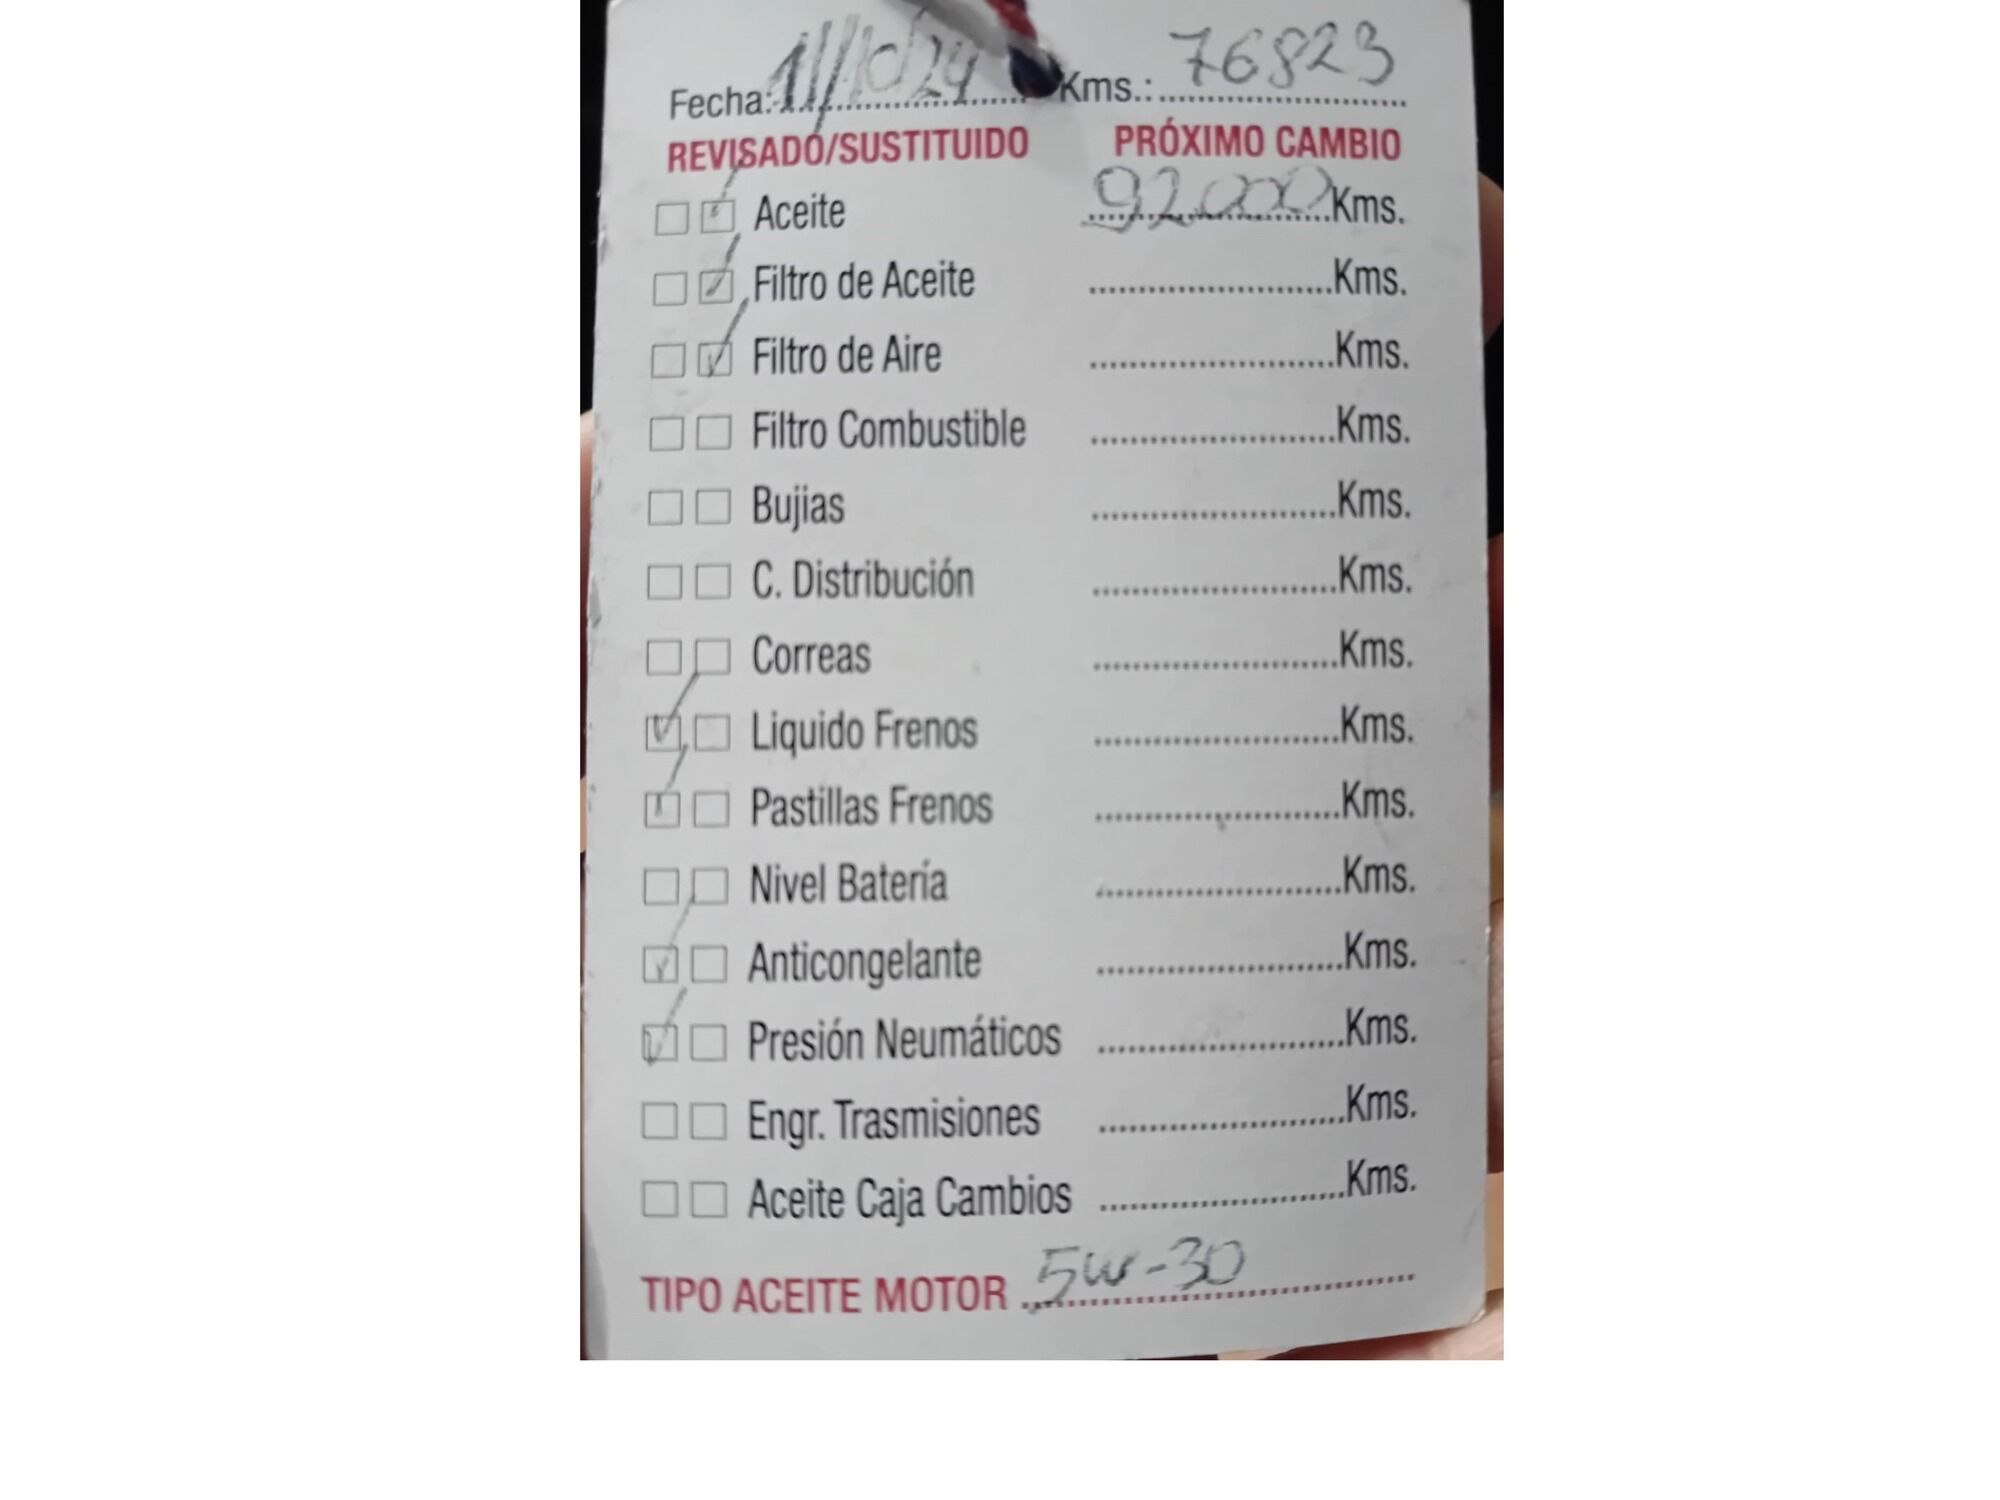 Fecha: 11/10/24 Kms.: 76823
REVISADO/SUSTITUIDO PRÓXIMO CAMBIO
Aceite 92000 Kms.
Filtro de Aceite Kms.
Filtro de Aire Kms.
Filtro Combustible Kms.
Bujias Kms.
C. Distribución Kms.
Correas Kms.
Liquido Frenos Kms.
Pastillas Frenos Kms.
Nivel Batería Kms.
Anticongelante Kms.
Presión Neumáticos Kms.
Engr. Trasmisiones Kms.
Aceite Caja Cambios Kms.
TIPO ACEITE MOTOR 5W-30